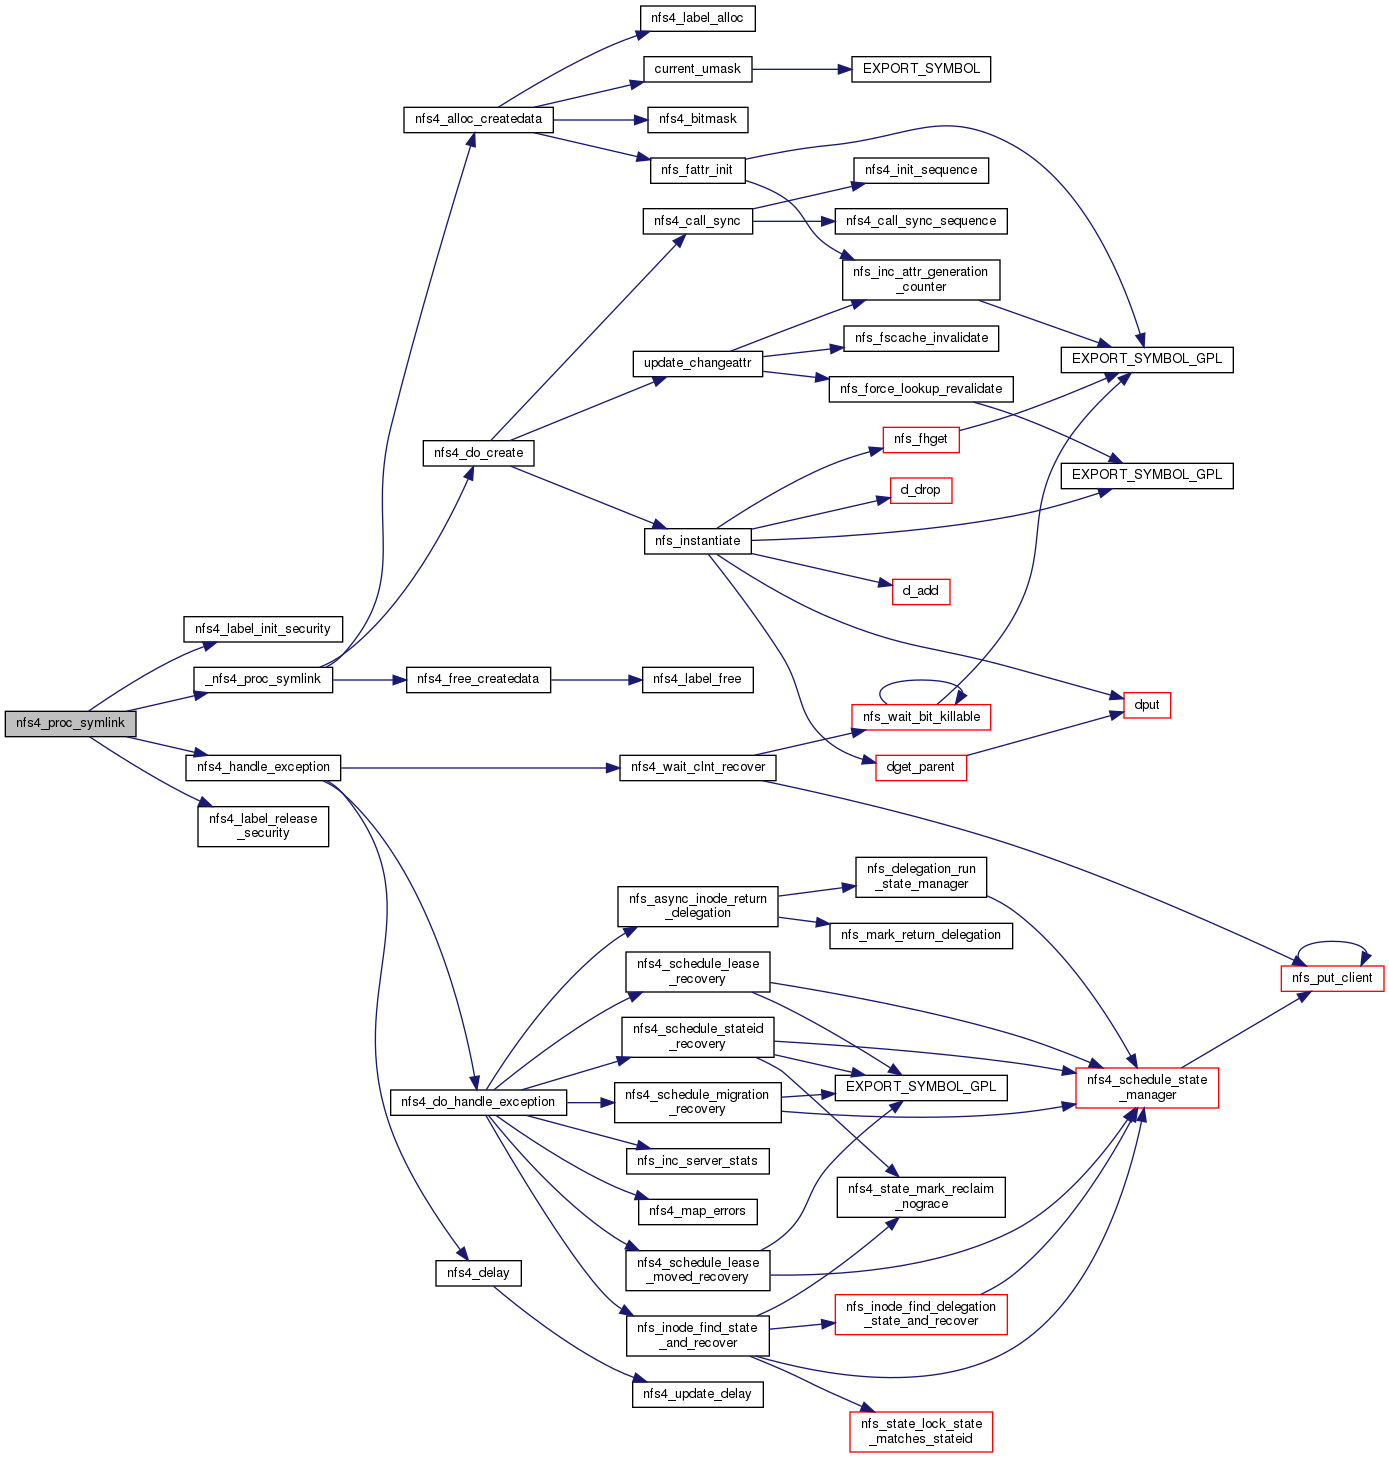 nfs4_label_alloc
current_umask
EXPORT_SYMBOL
nfs4_alloc_createdata
nfs4_bitmask
nfs_fattr_init
nfs4_init_sequence
nfs4_call_sync
nfs4_call_sync_sequence
nfs_inc_attr_generation
_counter
nfs_fscache_invalidate
update_changeattr
EXPORT_SYMBOL_GPL
nfs_force_lookup_revalidate
nfs_fhget
nfs4_do_create
EXPORT_SYMBOL_GPL
d_drop
nfs_instantiate
d_add
nfs4_label_init_security
_nfs4_proc_symlink
nfs4_free_createdata
nfs4_label_free
dput
nfs4_proc_symlink
nfs_wait_bit_killable
nfs4_handle_exception
nfs4_wait_clnt_recover
dget_parent
nfs4_label_release
_security
nfs_delegation_run
_state_manager
nfs_async_inode_return
_delegation
nfs_mark_return_delegation
nfs4_schedule_lease
_recovery
nfs_put_client
nfs4_schedule_stateid
_recovery
nfs4_schedule_state
_manager
EXPORT_SYMBOL_GPL
nfs4_do_handle_exception
nfs4_schedule_migration
_recovery
nfs_inc_server_stats
nfs4_state_mark_reclaim
_nograce
nfs4_map_errors
nfs4_schedule_lease
_moved_recovery
nfs4_delay
nfs_inode_find_delegation
_state_and_recover
nfs_inode_find_state
_and_recover
nfs4_update_delay
nfs_state_lock_state
_matches_stateid